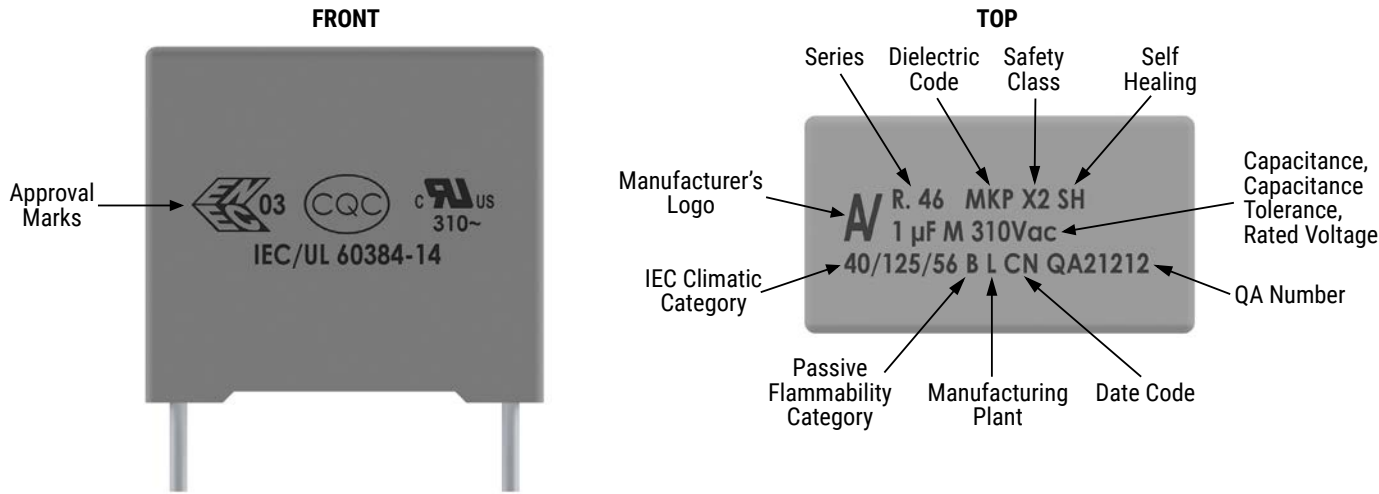 FRONT
Approval
Marks
ENEC 03
CQC
C RU US
310~
IEC/UL 60384-14
TOP
Series
Dielectric
Code
Safety
Class
Self
Healing
Manufacturer's
Logo
R. 46 MKP X2 SH
1 µF M 310Vac
40/125/56 B L CN QA21212
Capacitance,
Capacitance
Tolerance,
Rated Voltage
IEC Climatic
Category
QA Number
Passive
Flammability
Category
Manufacturing
Plant
Date Code